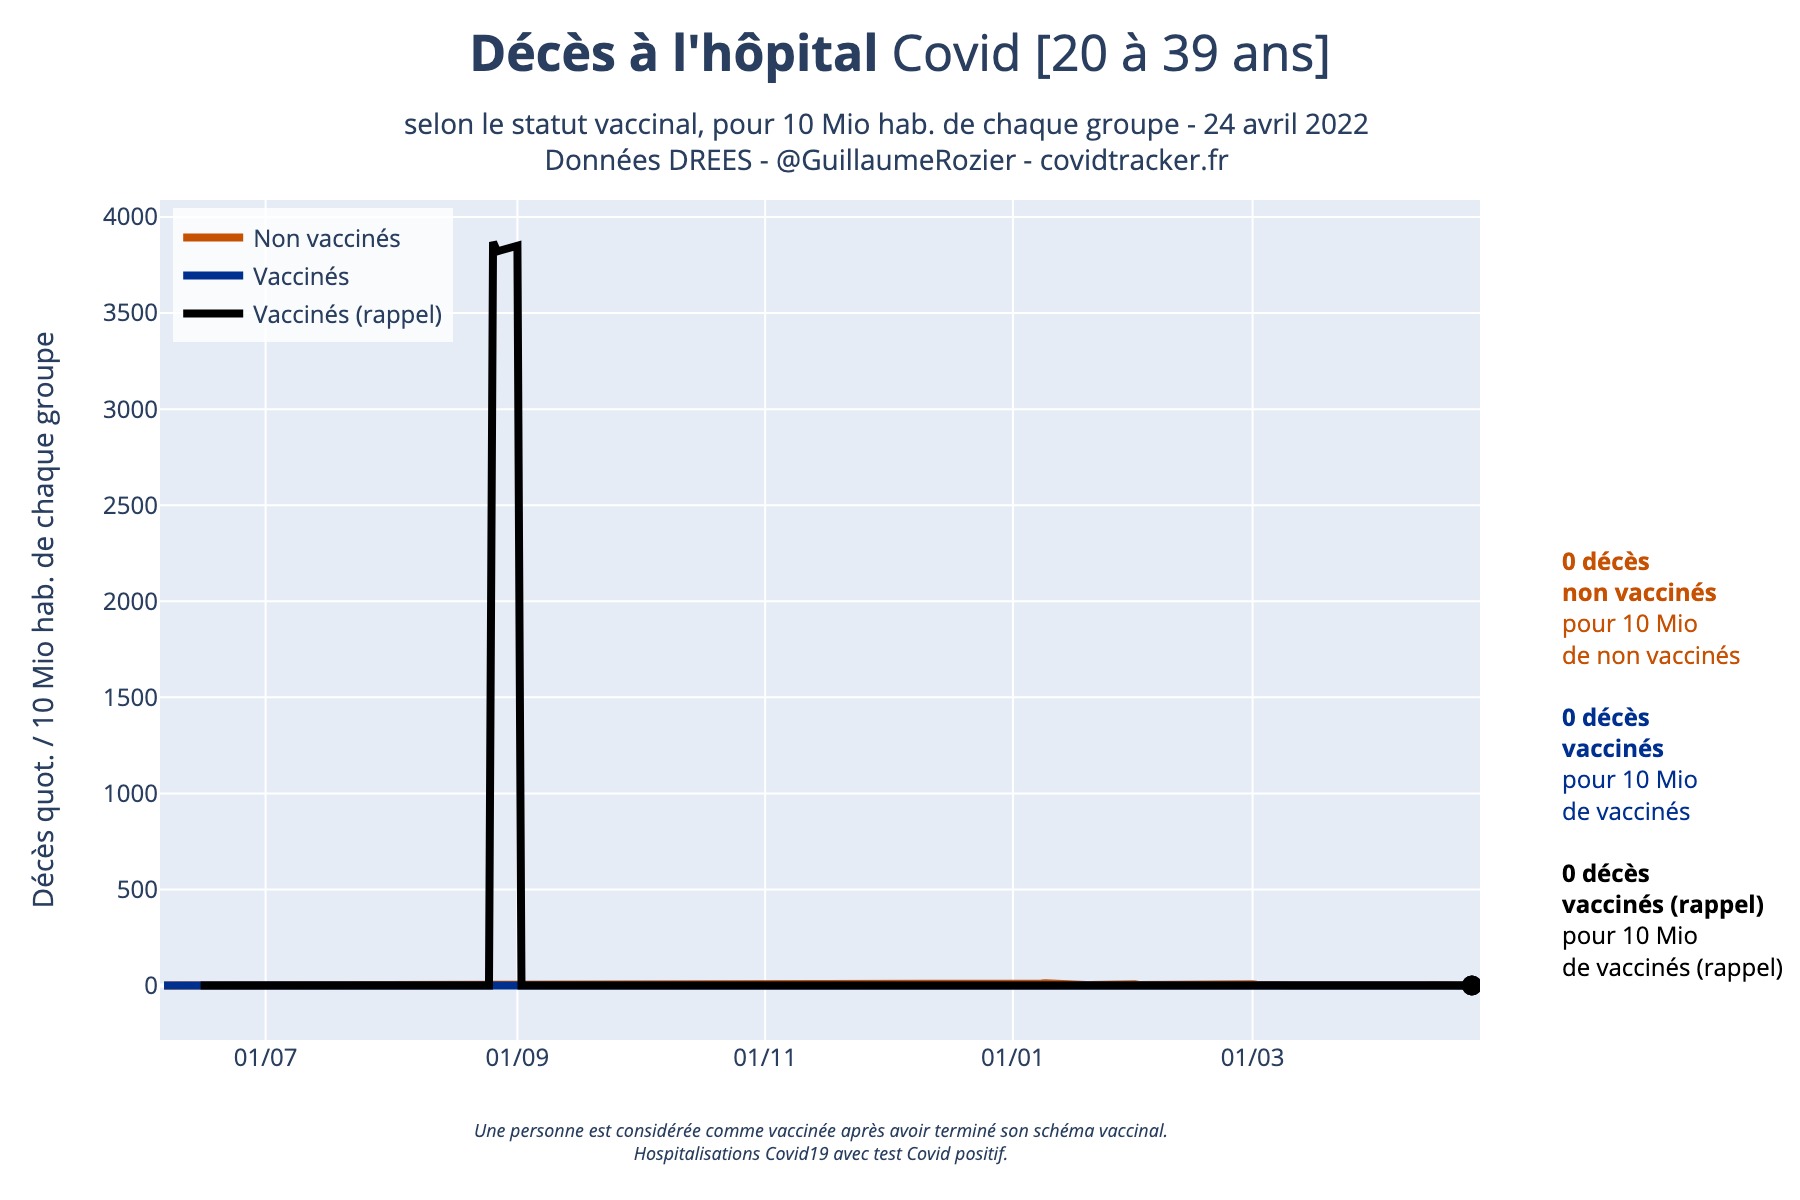 Décès à l'hôpital Covid [20 à 39 ans]
selon le statut vaccinal, pour 10 Mio hab. de chaque groupe - 24 avril 2022
Données DREES - @GuillaumeRozier - covidtracker.fr
Non vaccinés
Vaccinés
Vaccinés (rappel)
Décès quot. / 10 Mio hab. de chaque groupe
4000
3500
3000
2500
2000
1500
1000
500
0
01/07
01/09
01/11
01/01
01/03
0 décès
non vaccinés
pour 10 Mio
de non vaccinés
0 décès
vaccinés
pour 10 Mio
de vaccinés
0 décès
vaccinés (rappel)
pour 10 Mio
de vaccinés (rappel)
Une personne est considérée comme vaccinée après avoir terminé son schéma vaccinal.
Hospitalisations Covid19 avec test Covid positif.